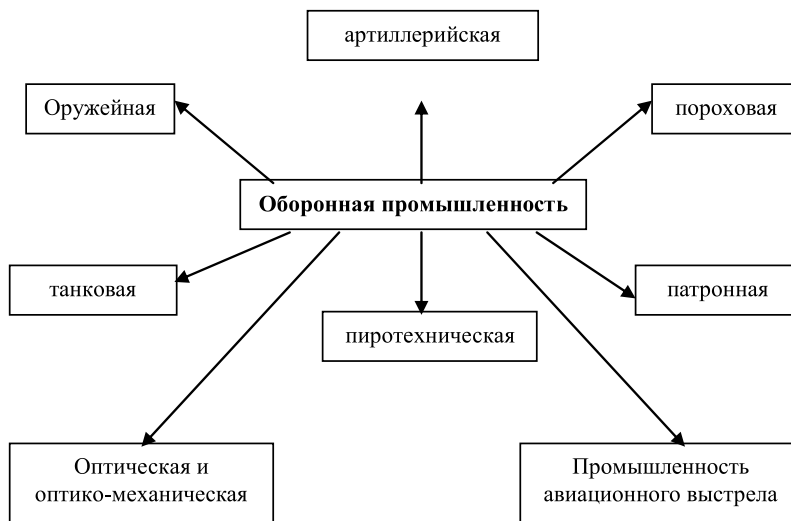 артиллерийская
Оружейная
пороховая
Оборонная промышленность
танковая
патронная
пиротехническая
Оптическая и
оптико-механическая
Промышленность
авиационного выстрела